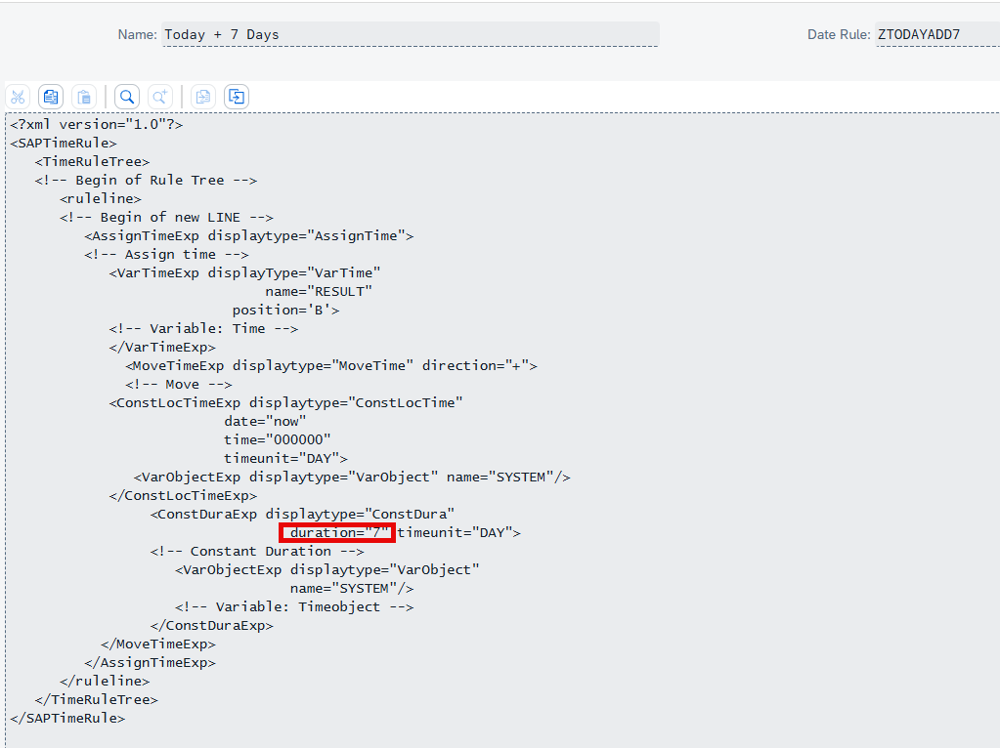 Name: Today + 7 Days Date Rule: ZTODAYADD7
<?xml version="1.0"?>
<SAPTimeRule>
<TimeRuleTree>
<!-- Begin of Rule Tree -->
<ruleline>
<!-- Begin of new LINE -->
<AssignTimeExp displaytype="AssignTime">
<!-- Assign time -->
<VarTimeExp displayType="VarTime"
name="RESULT"
position='B'>
<!-- Variable: Time -->
</VarTimeExp>
<MoveTimeExp displaytype="MoveTime" direction="+">
<!-- Move -->
<ConstLocTimeExp displaytype="ConstLocTime"
date="now"
time="000000"
timeunit="DAY">
<VarObjectExp displaytype="VarObject" name="SYSTEM"/>
</ConstLocTimeExp>
<ConstDuraExp displaytype="ConstDura"
duration="7" timeunit="DAY">
<!-- Constant Duration -->
<VarObjectExp displaytype="VarObject"
name="SYSTEM"/>
<!-- Variable: Timeobject -->
</ConstDuraExp>
</MoveTimeExp>
</AssignTimeExp>
</ruleline>
</TimeRuleTree>
</SAPTimeRule>